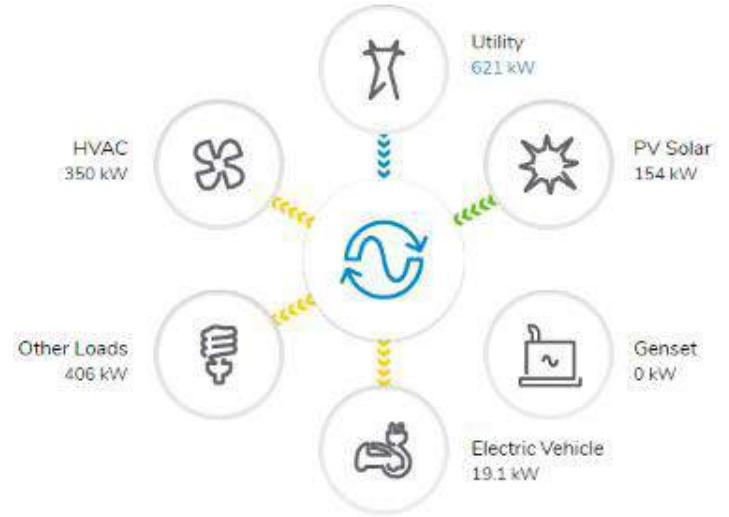 Utility
621 kW
HVAC
350 kW
PV Solar
154 kW
Other Loads
406 kW
Genset
0 kW
Electric Vehicle
19.1 kW